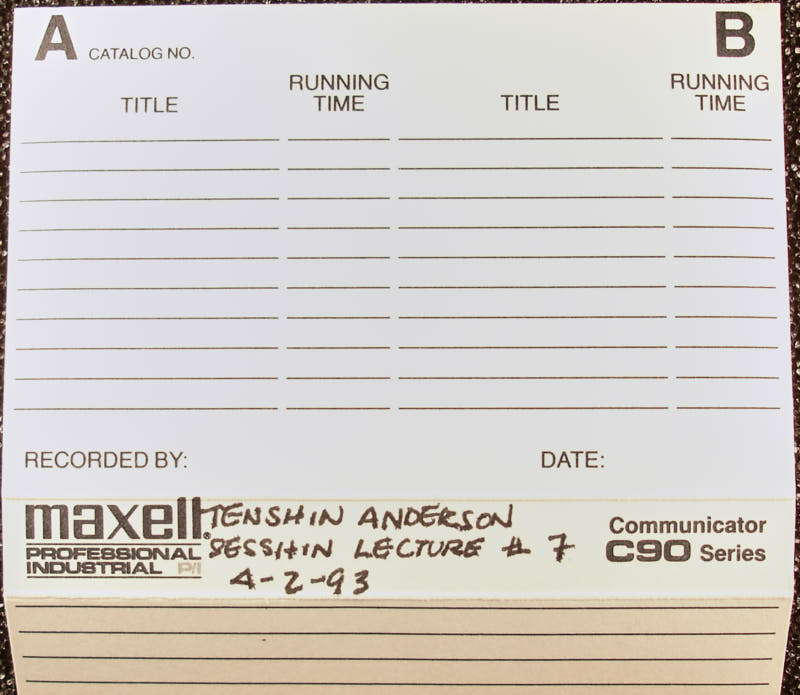 A CATALOG NO. B
TITLE RUNNING TIME TITLE RUNNING TIME
RECORDED BY: DATE:
maxell TENSHIN ANDERSON Communicator
PROFESSIONAL SESSHIN LECTURE # 7 C90 Series
INDUSTRIAL P/I 4-2-93